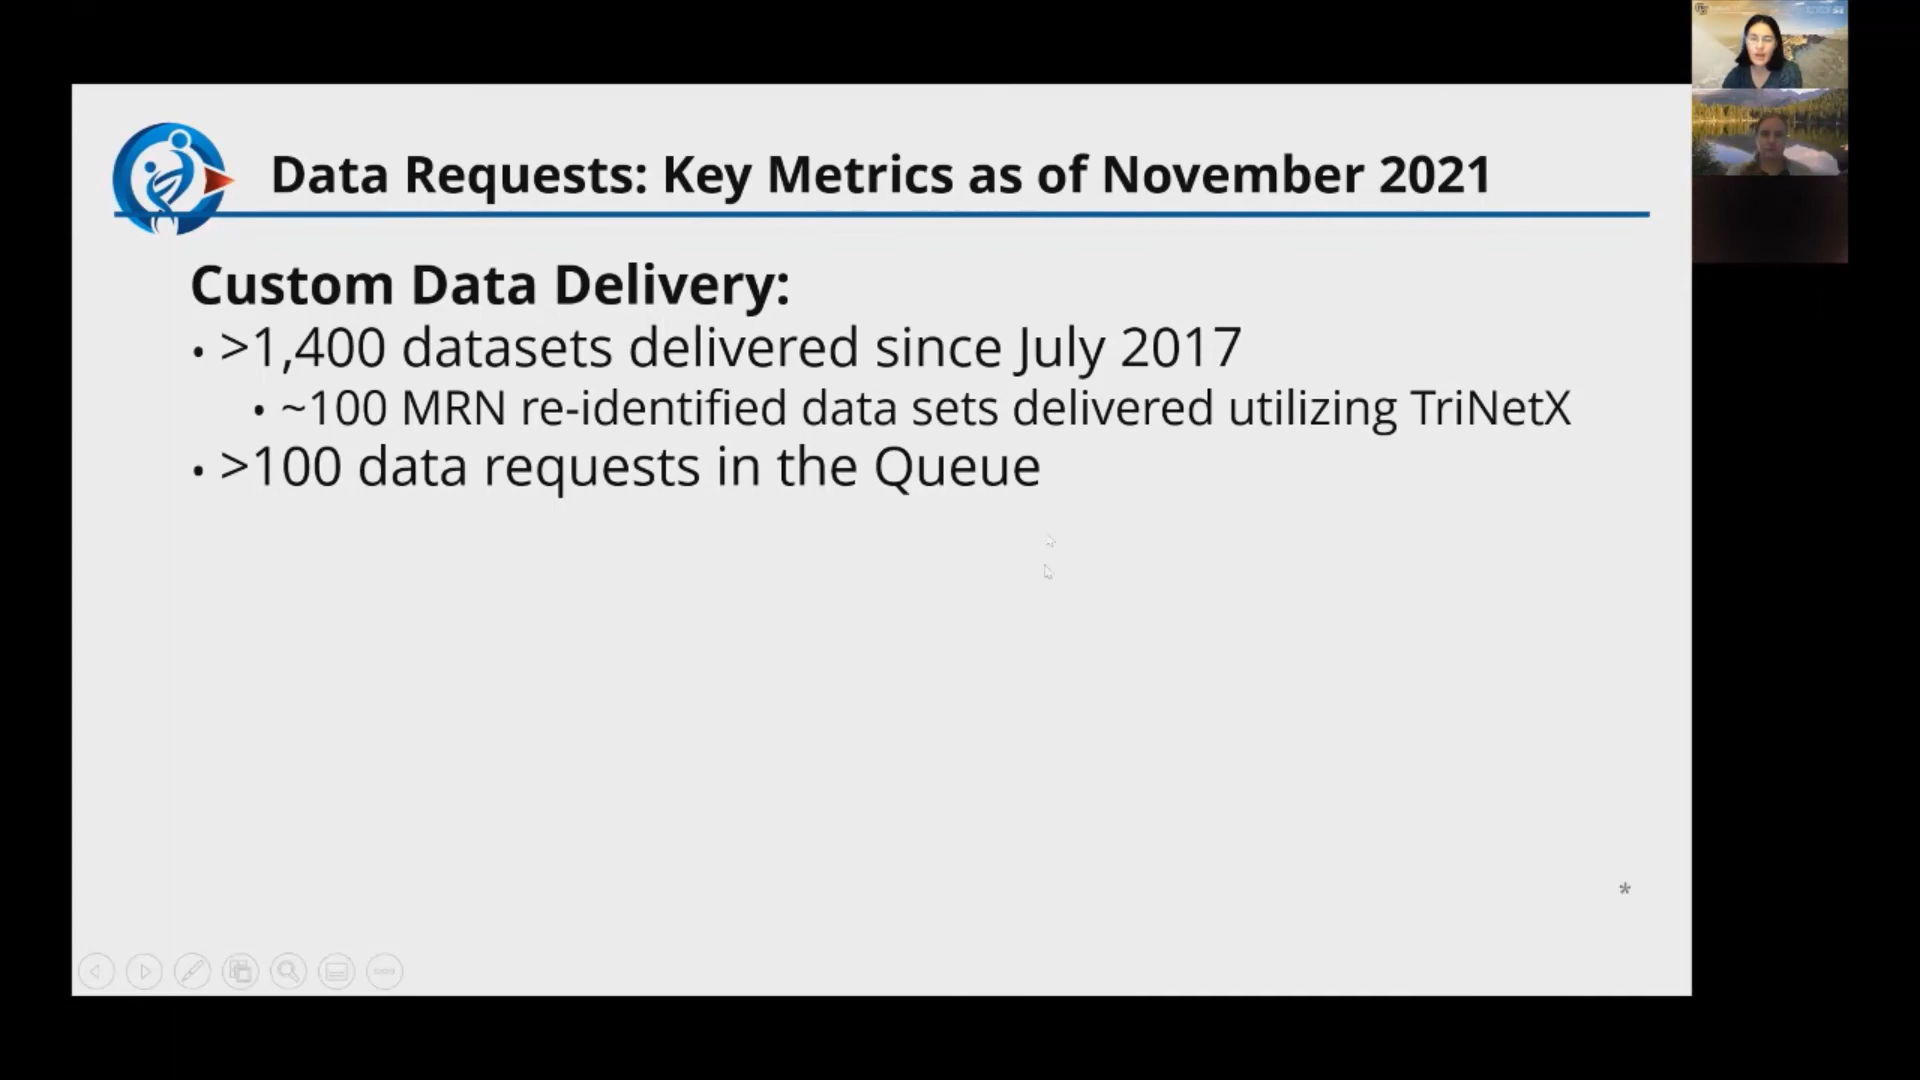 Data Requests: Key Metrics as of November 2021
Custom Data Delivery:
• >1,400 datasets delivered since July 2017
• ~100 MRN re-identified data sets delivered utilizing TriNetX
• >100 data requests in the Queue
*